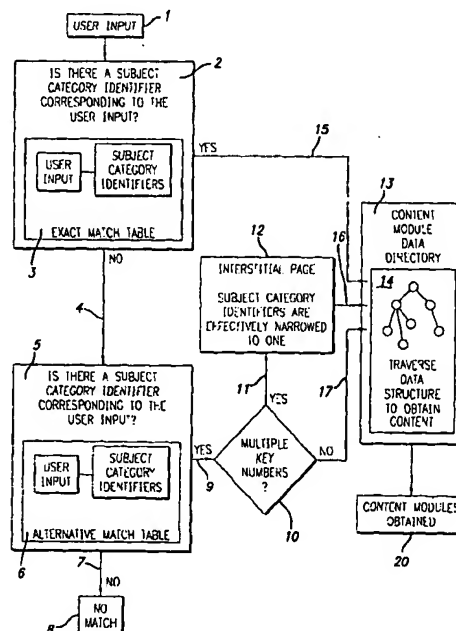 USER INPUT
1
2
IS THERE A SUBJECT
CATEGORY IDENTIFIER
CORRESPONDING TO THE
USER INPUT?
USER
INPUT
SUBJECT
CATEGORY
IDENTIFIERS
EXACT MATCH TABLE
3
YES
15
NO
4
12
INTERSTITIAL PAGE
SUBJECT CATEGORY
IDENTIFIERS ARE
EFFECTIVELY NARROWED
TO ONE
16
13
CONTENT
MODULE
DATA
DIRECTORY
14
TRAVERSE
DATA
STRUCTURE
TO OBTAIN
CONTENT
17
11
YES
5
IS THERE A SUBJECT
CATEGORY IDENTIFIER
CORRESPONDING TO THE
USER INPUT?
USER
INPUT
SUBJECT
CATEGORY
IDENTIFIERS
ALTERNATIVE MATCH TABLE
6
YES
9
MULTIPLE
KEY
NUMBERS
?
NO
10
CONTENT MODULES
OBTAINED
20
7
NO
NO
MATCH
8